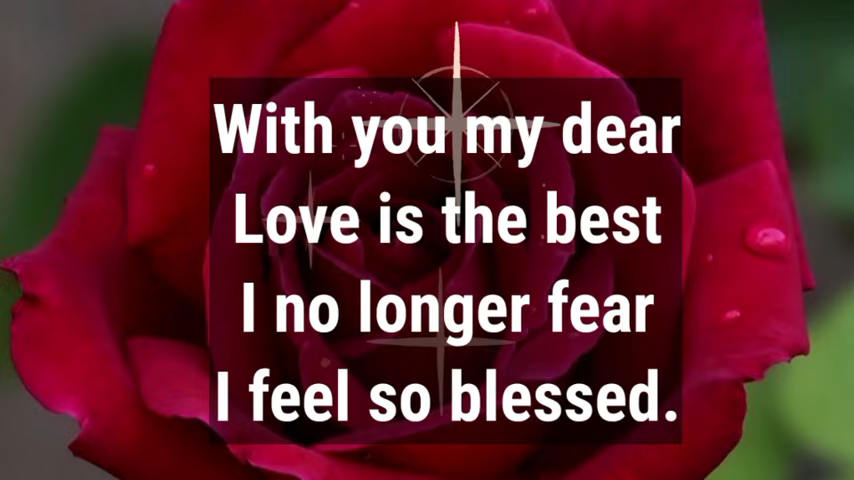 With you my dear
Love is the best
I no longer fear
I feel so blessed.